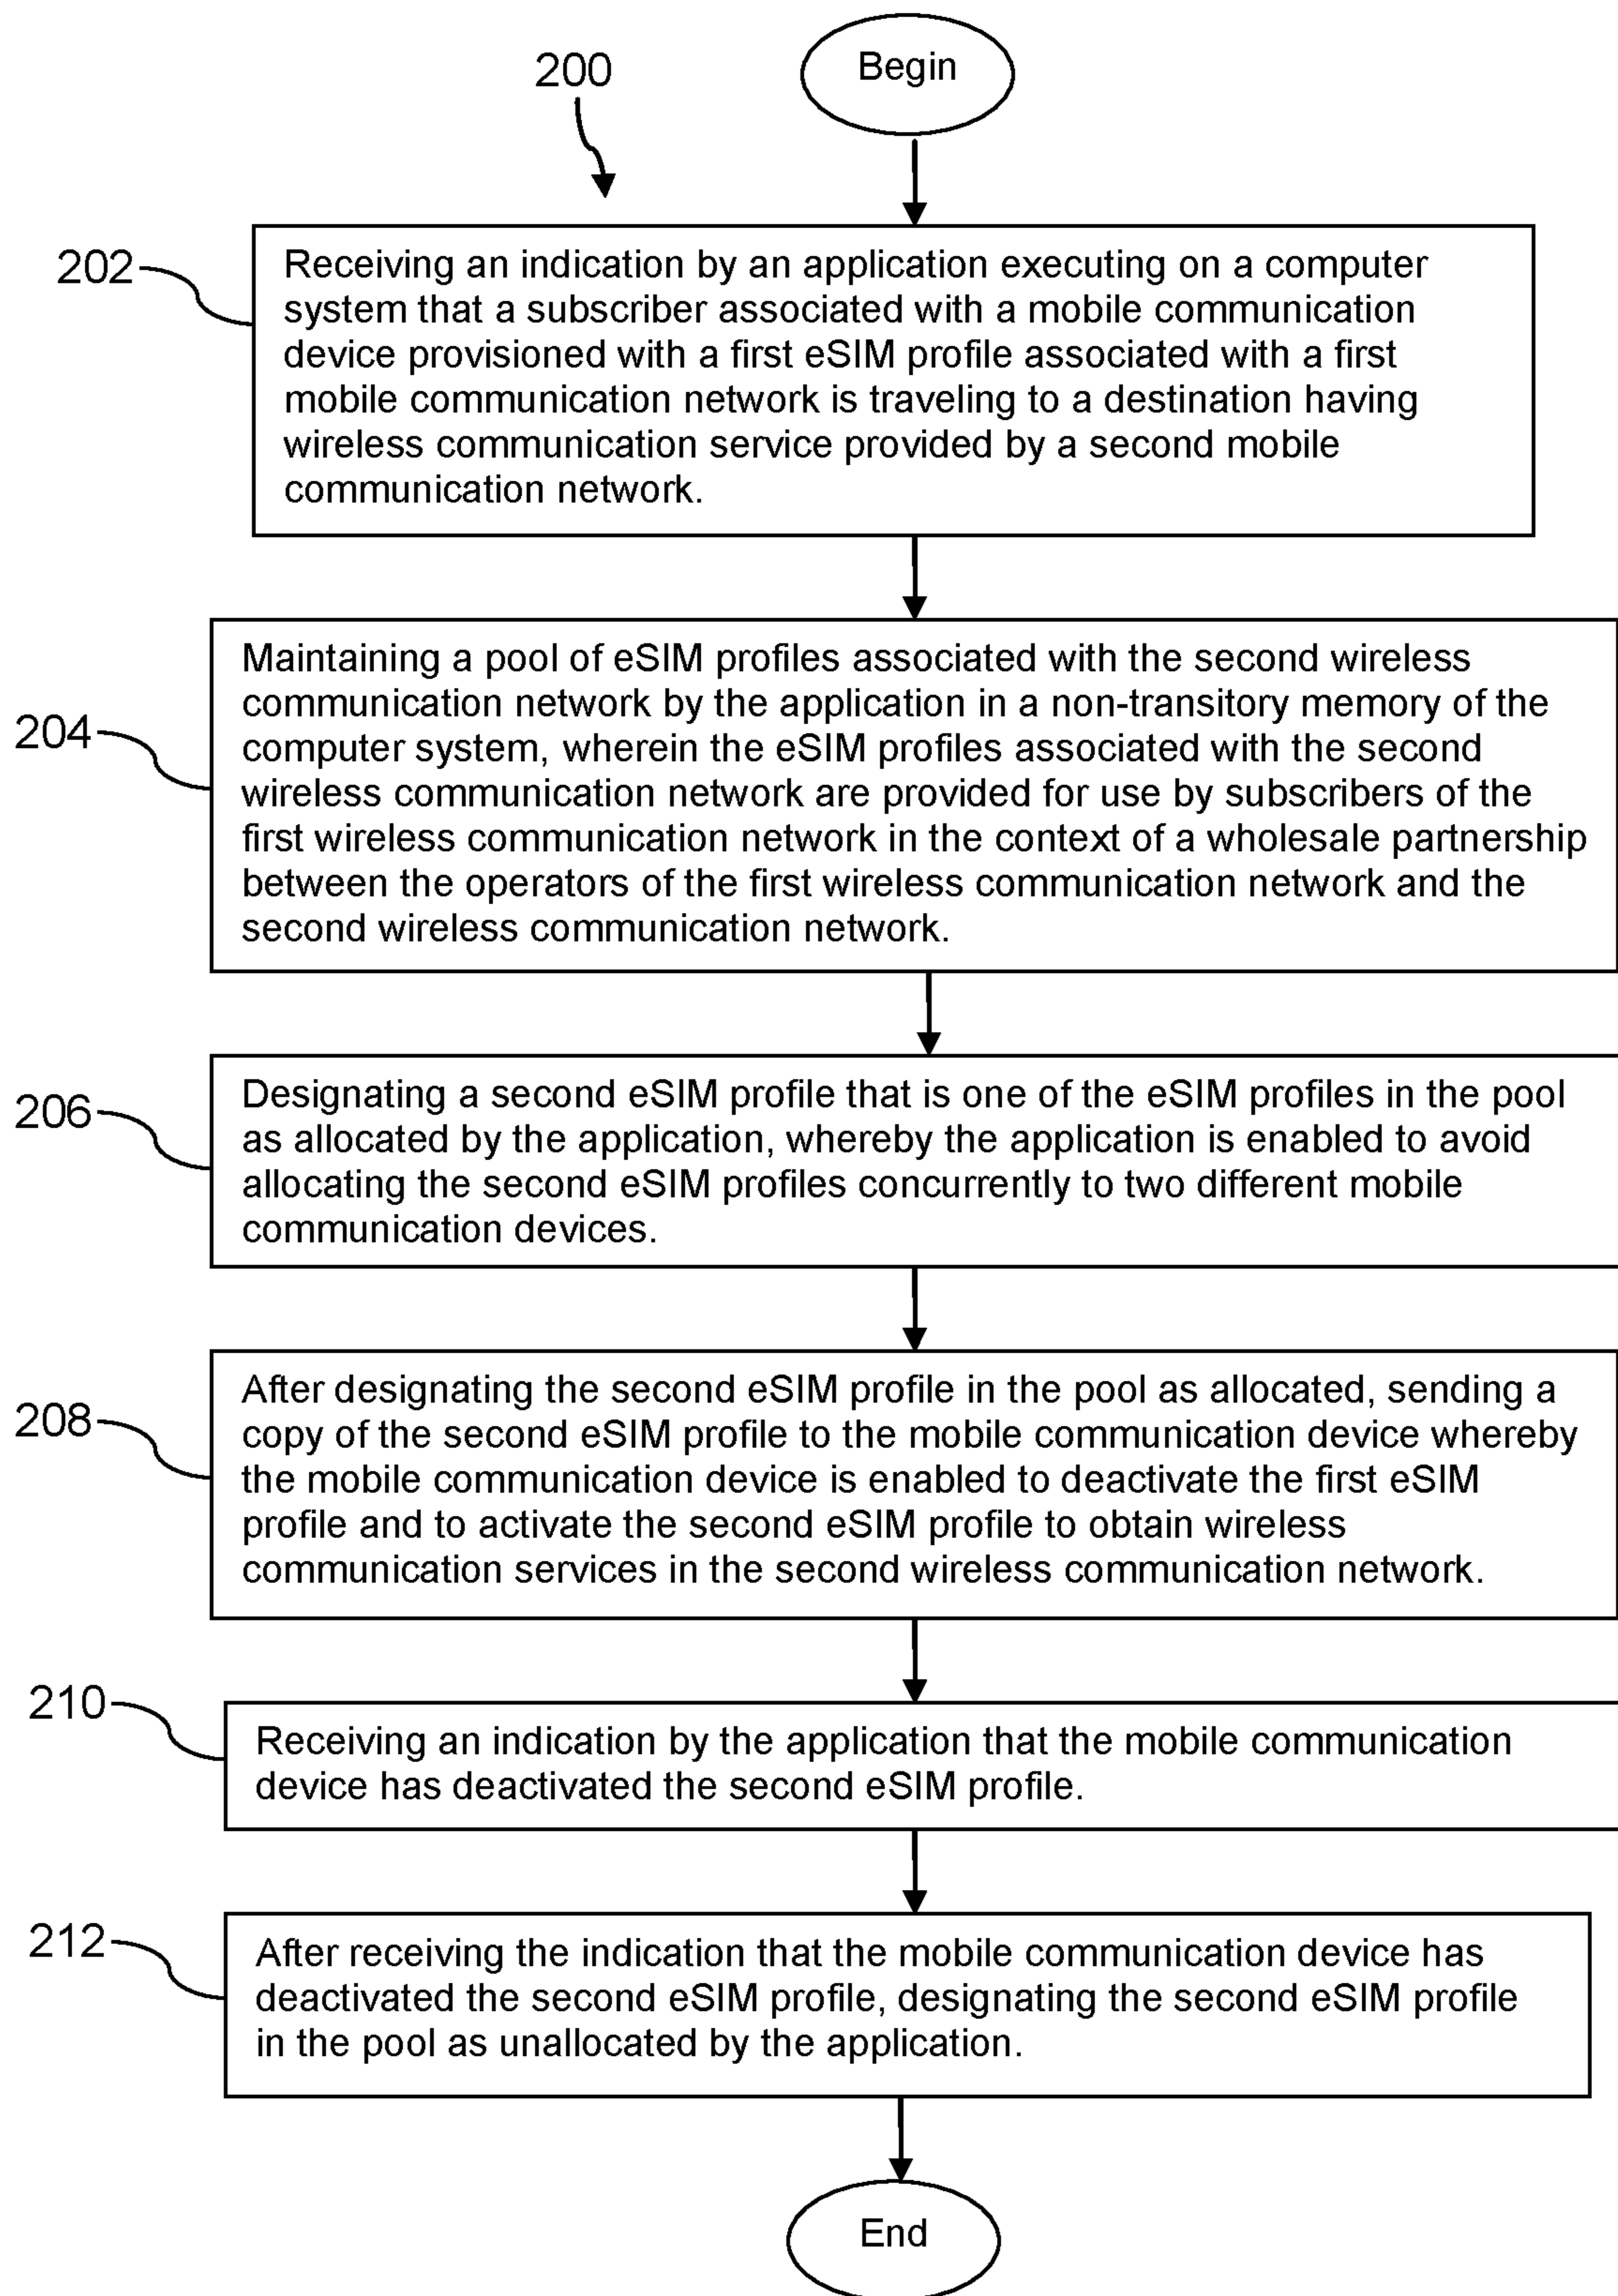 Begin
200
202
Receiving an indication by an application executing on a computer
system that a subscriber associated with a mobile communication
device provisioned with a first eSIM profile associated with a first
mobile communication network is traveling to a destination having
wireless communication service provided by a second mobile
communication network.
204
Maintaining a pool of eSIM profiles associated with the second wireless
communication network by the application in a non-transitory memory of the
computer system, wherein the eSIM profiles associated with the second
wireless communication network are provided for use by subscribers of the
first wireless communication network in the context of a wholesale partnership
between the operators of the first wireless communication network and the
second wireless communication network.
206
Designating a second eSIM profile that is one of the eSIM profiles in the pool
as allocated by the application, whereby the application is enabled to avoid
allocating the second eSIM profiles concurrently to two different mobile
communication devices.
208
After designating the second eSIM profile in the pool as allocated, sending a
copy of the second eSIM profile to the mobile communication device whereby
the mobile communication device is enabled to deactivate the first eSIM
profile and to activate the second eSIM profile to obtain wireless
communication services in the second wireless communication network.
210
Receiving an indication by the application that the mobile communication
device has deactivated the second eSIM profile.
212
After receiving the indication that the mobile communication device has
deactivated the second eSIM profile, designating the second eSIM profile
in the pool as unallocated by the application.
End